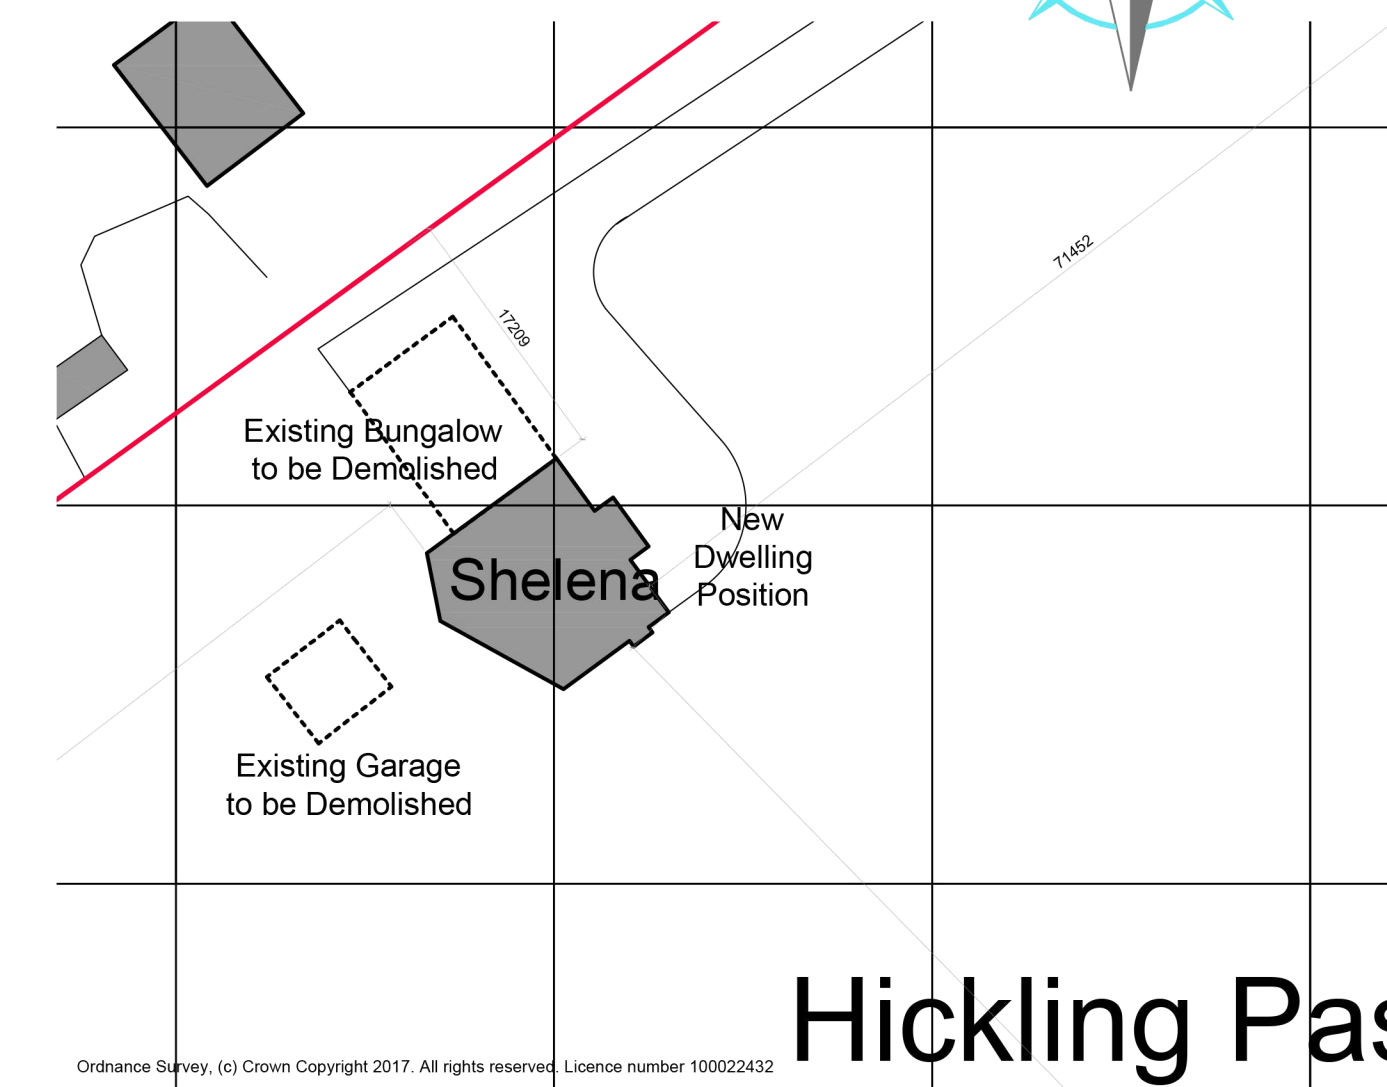 71452
17209
Existing Bungalow
to be Demolished
New
Dwelling
Position
Shelena
Existing Garage
to be Demolished
Hickling Pas
Ordnance Survey, (c) Crown Copyright 2017. All rights reserved. Licence number 100022432